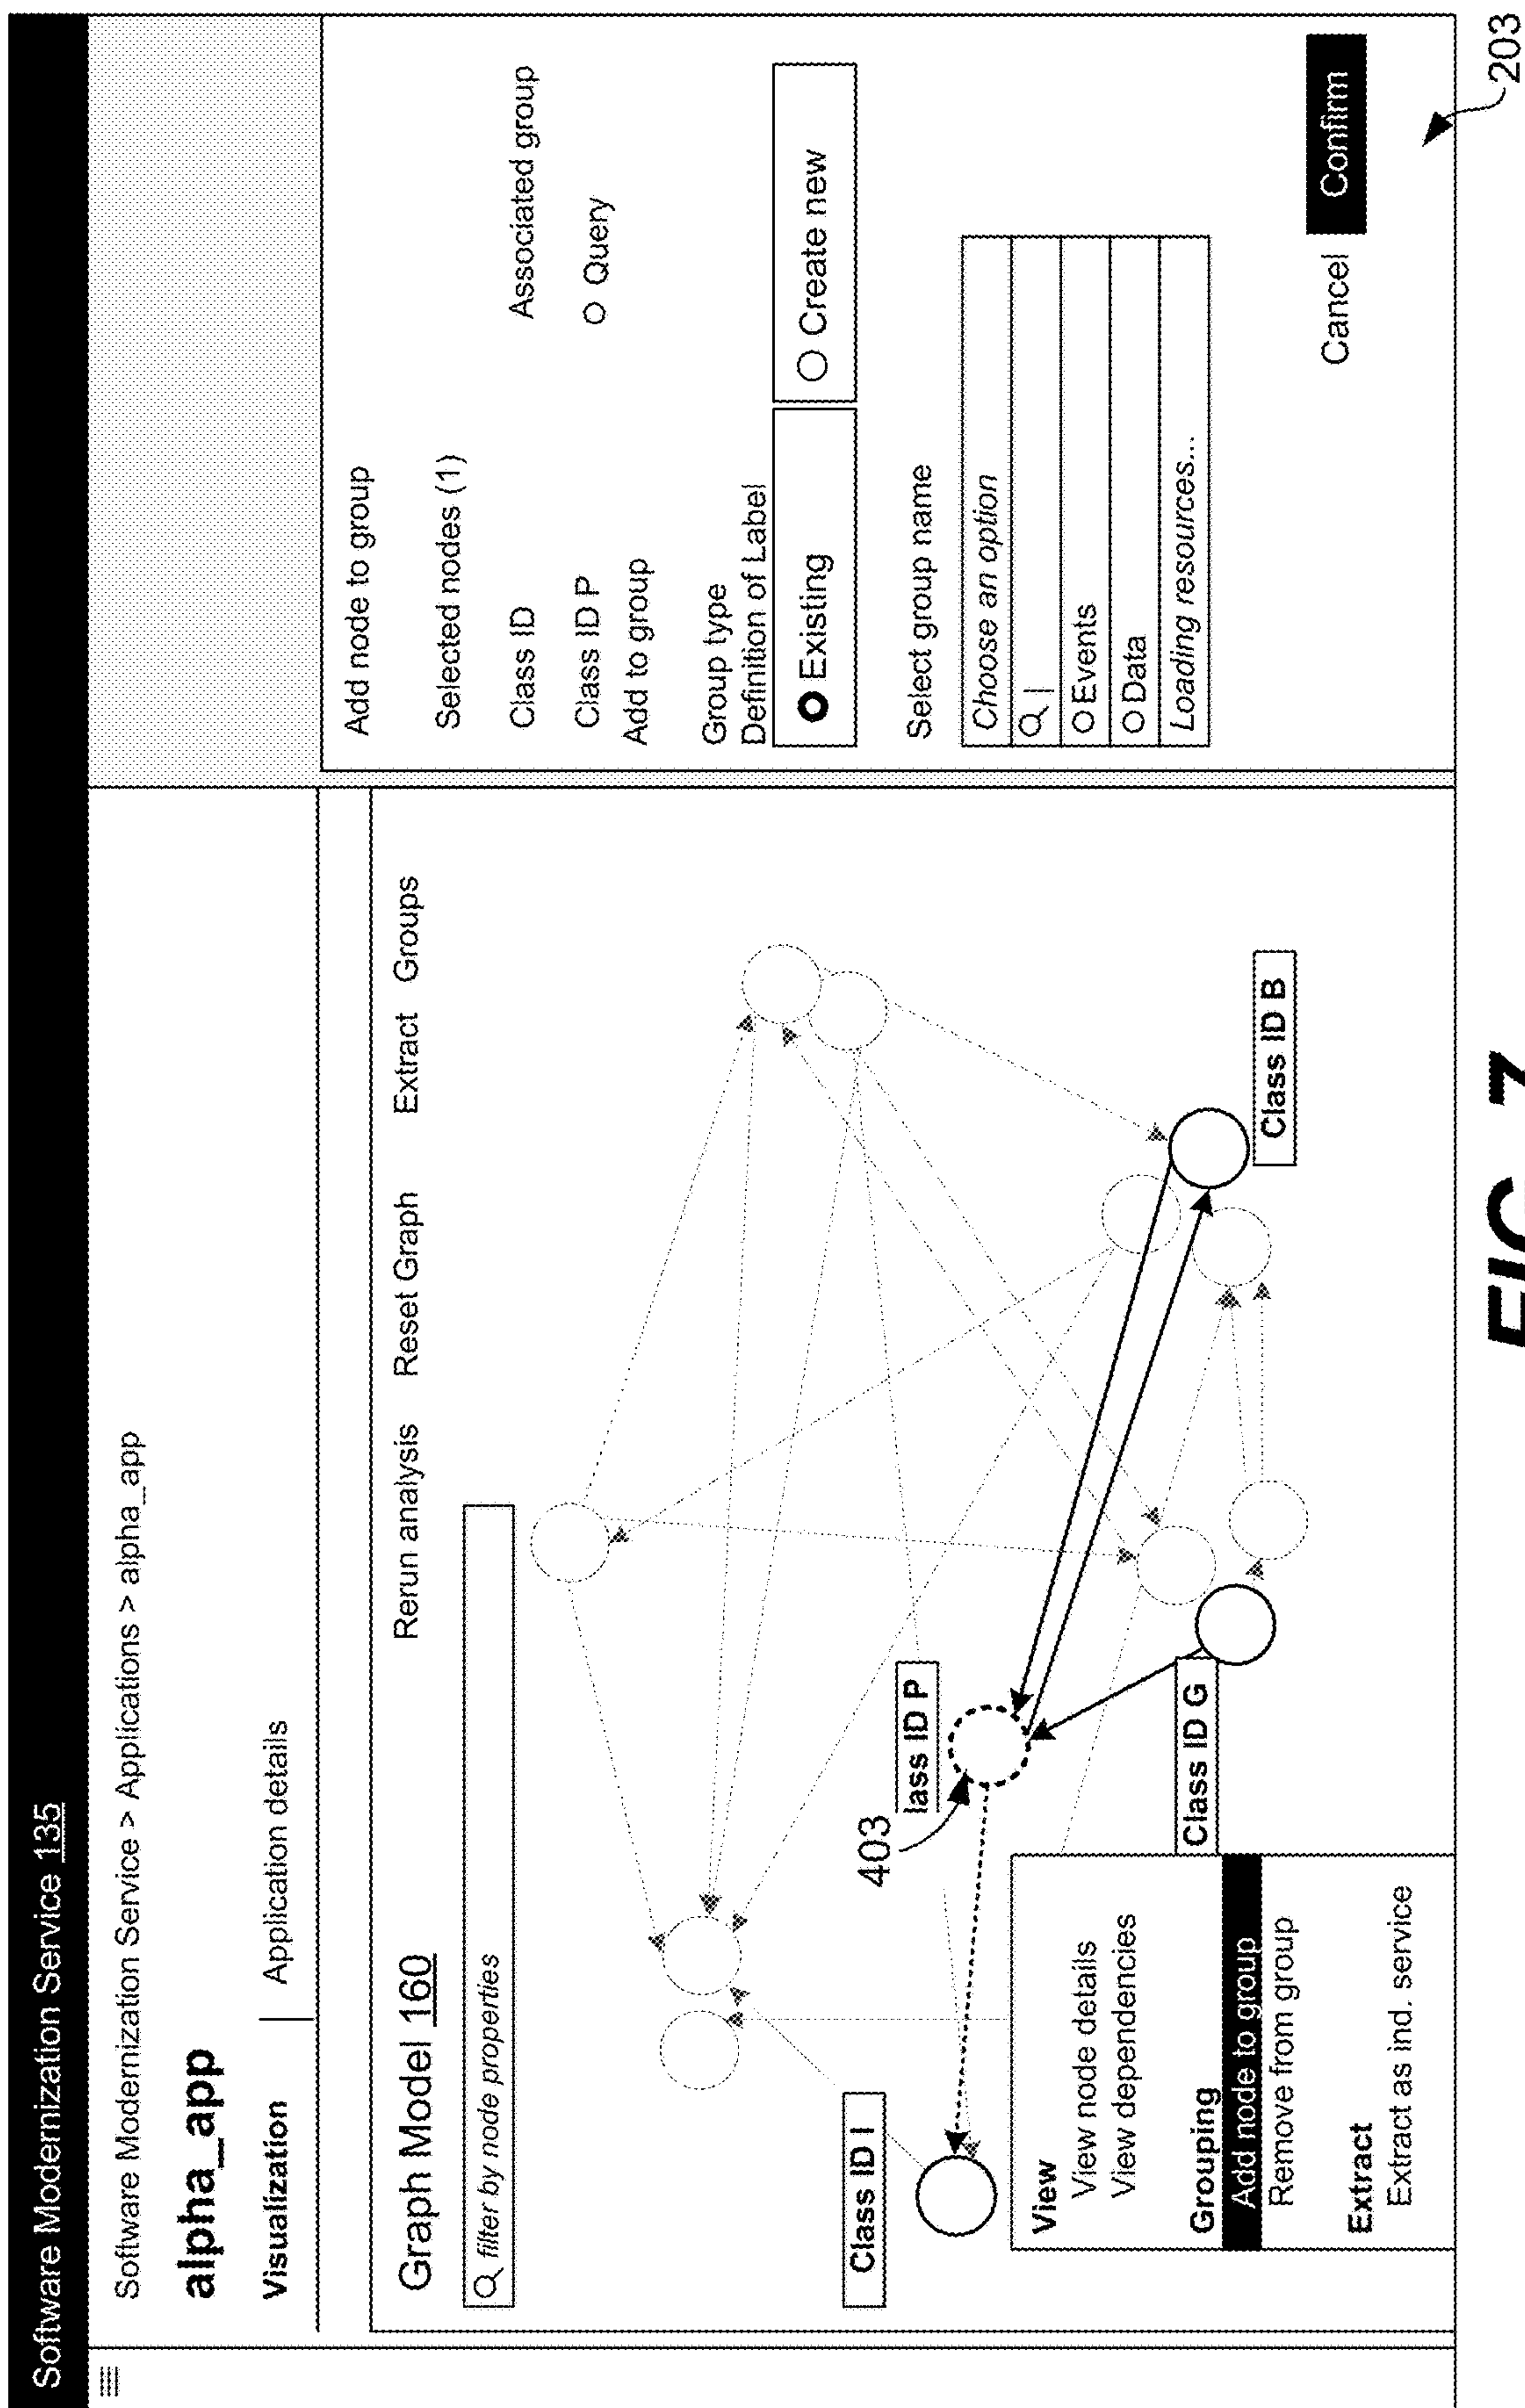 Software Modernization Service 135
Software Modernization Service > Applications > alpha_app
alpha_app
Visualization
Application details
Graph Model 160
Rerun analysis
Reset Graph
Extract
Groups
filter by node properties
Class ID I
403
lass ID P
Class ID G
Class ID B
View
View node details
View dependencies
Grouping
Add node to group
Remove from group
Extract
Extract as ind. service
Add node to group
Selected nodes (1)
Class ID
Associated group
Class ID P
Query
Add to group
Group type
Definition of Label
Existing
Create new
Select group name
Choose an option
Events
Data
Loading resources...
Cancel
Confirm
203
FIG. 7